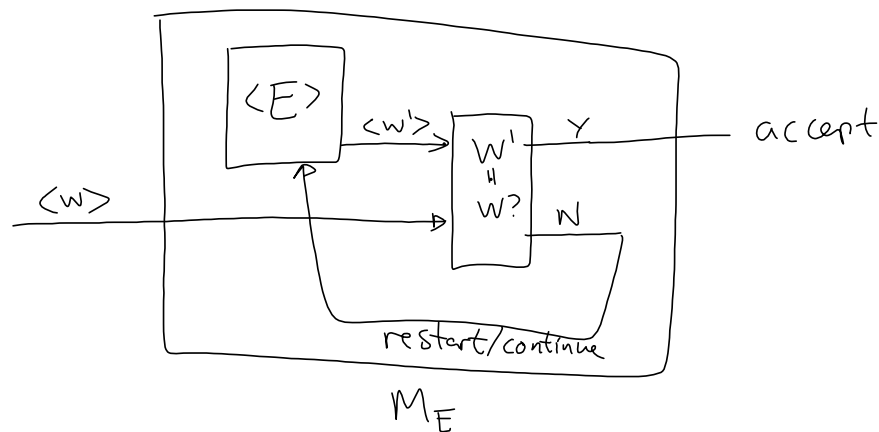 <E>
<w'>
Y
accept
W'
=
W?
<w>
N
restart/continue
M_E